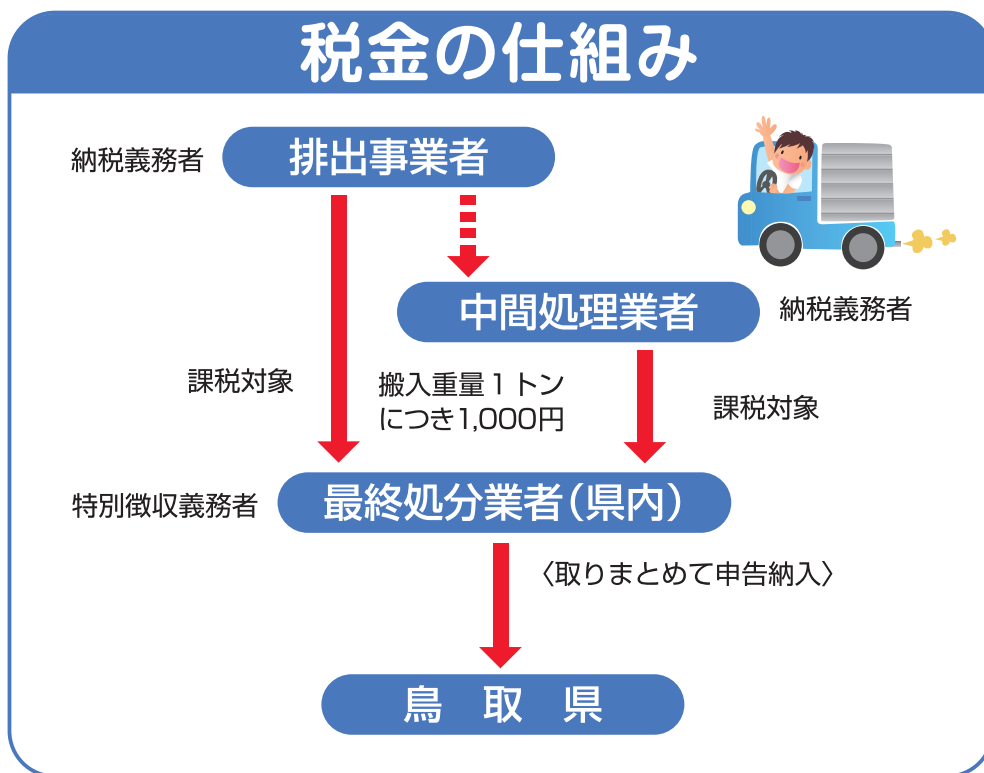 税金の仕組み
納税義務者
排出事業者
中間処理業者
納税義務者
課税対象
搬入重量1トン
につき1,000円
課税対象
特別徴収義務者
最終処分業者(県内)
〈取りまとめて申告納入〉
鳥 取 県